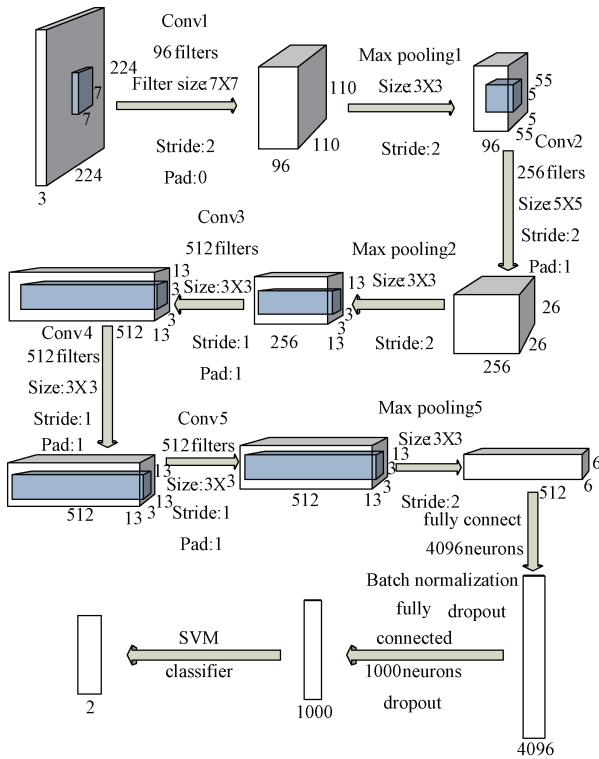 Conv1
96 filters
Filter size:7X7
Stride:2
Pad:0
224
7
7
224
3
110
110
96
Max pooling1
Size:3X3
Stride:2
55
5
5
55
96
Conv2
256filers
Size:5X5
Stride:2
Pad:1
26
26
256
Max pooling2
Size:3X3
Stride:2
13
3
3
13
256
Conv3
512 filters
Size:3X3
Stride:1
Pad:1
13
3
3
13
512
Conv4
512 filters
Size:3X3
Stride:1
Pad:1
13
3
13
3
13
512
Conv5
512 filters
Size:3X3
Stride:1
Pad:1
13
3
3
13
512
Max pooling5
Size:3X3
Stride:2
6
6
512
fully connect
4096neurons
Batch normalization
dropout
4096
fully
connected
1000neurons
dropout
1000
SVM
classifier
2